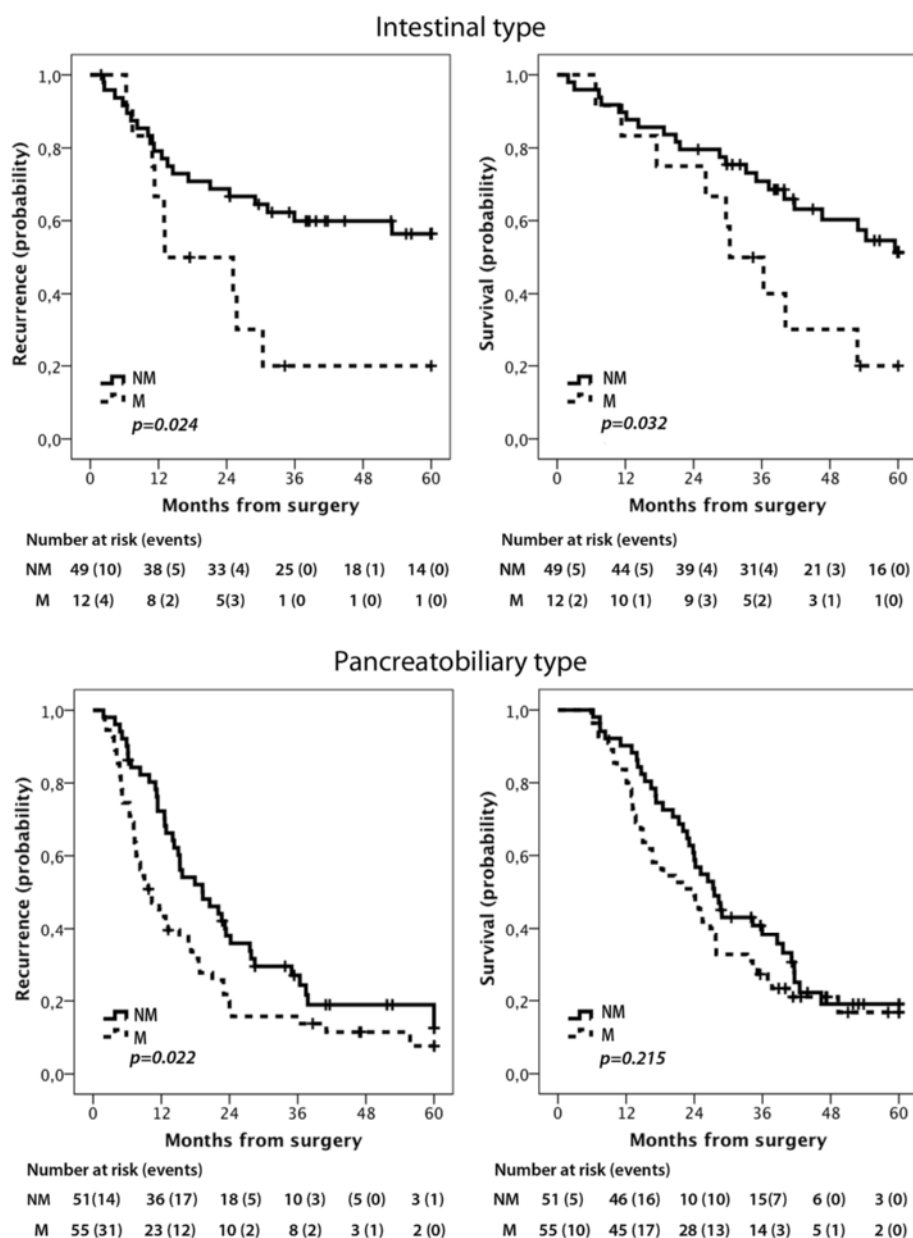 Intestinal type
1,0
0,8
0,6
0,4
0,2
0,0
Recurrence (probability)
NM
M
p=0.024
0 12 24 36 48 60
Months from surgery
Number at risk (events)
NM 49 (10) 38 (5) 33 (4) 25 (0) 18 (1) 14 (0)
M 12 (4) 8 (2) 5(3) 1 (0 1 (0) 1 (0)
1,0
0,8
0,6
0,4
0,2
0,0
Survival (probability)
NM
M
p=0.032
0 12 24 36 48 60
Months from surgery
Number at risk (events)
NM 49 (5) 44 (5) 39 (4) 31(4) 21 (3) 16 (0)
M 12 (2) 10 (1) 9 (3) 5(2) 3 (1) 1(0)
Pancreatobiliary type
1,0
0,8
0,6
0,4
0,2
0,0
Recurrence (probability)
NM
M
p=0.022
0 12 24 36 48 60
Months from surgery
Number at risk (events)
NM 51(14) 36 (17) 18 (5) 10 (3) (5 (0) 3 (1)
M 55 (31) 23 (12) 10 (2) 8 (2) 3 (1) 2 (0)
1,0
0,8
0,6
0,4
0,2
0,0
Survival (probability)
NM
M
p=0.215
0 12 24 36 48 60
Months from surgery
Number at risk (events)
NM 51 (5) 46 (16) 10 (10) 15(7) 6 (0) 3 (0)
M 55 (10) 45 (17) 28 (13) 14 (3) 5 (1) 2 (0)